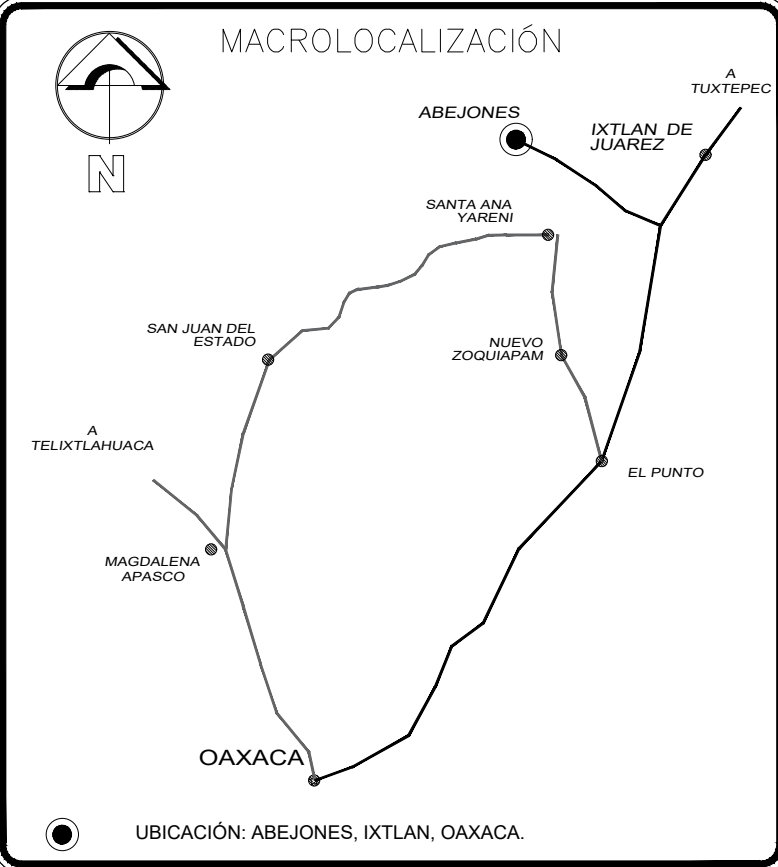 MACROLOCALIZACIÓN
N
A
TUXTEPEC
ABEJONES
IXTLAN DE
JUAREZ
SANTA ANA
YARENI
SAN JUAN DEL
ESTADO
NUEVO
ZOQUIAPAM
A
TELIXTLAHUACA
EL PUNTO
MAGDALENA
APASCO
OAXACA
UBICACIÓN: ABEJONES, IXTLAN, OAXACA.